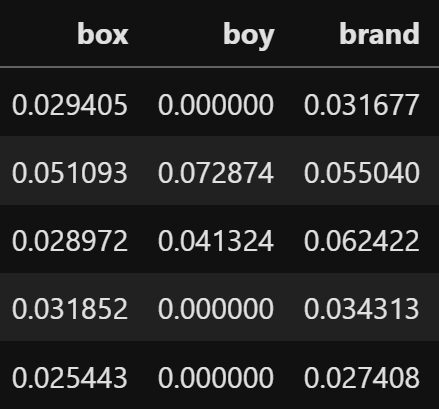 box boy brand
0.029405 0.000000 0.031677
0.051093 0.072874 0.055040
0.028972 0.041324 0.062422
0.031852 0.000000 0.034313
0.025443 0.000000 0.027408